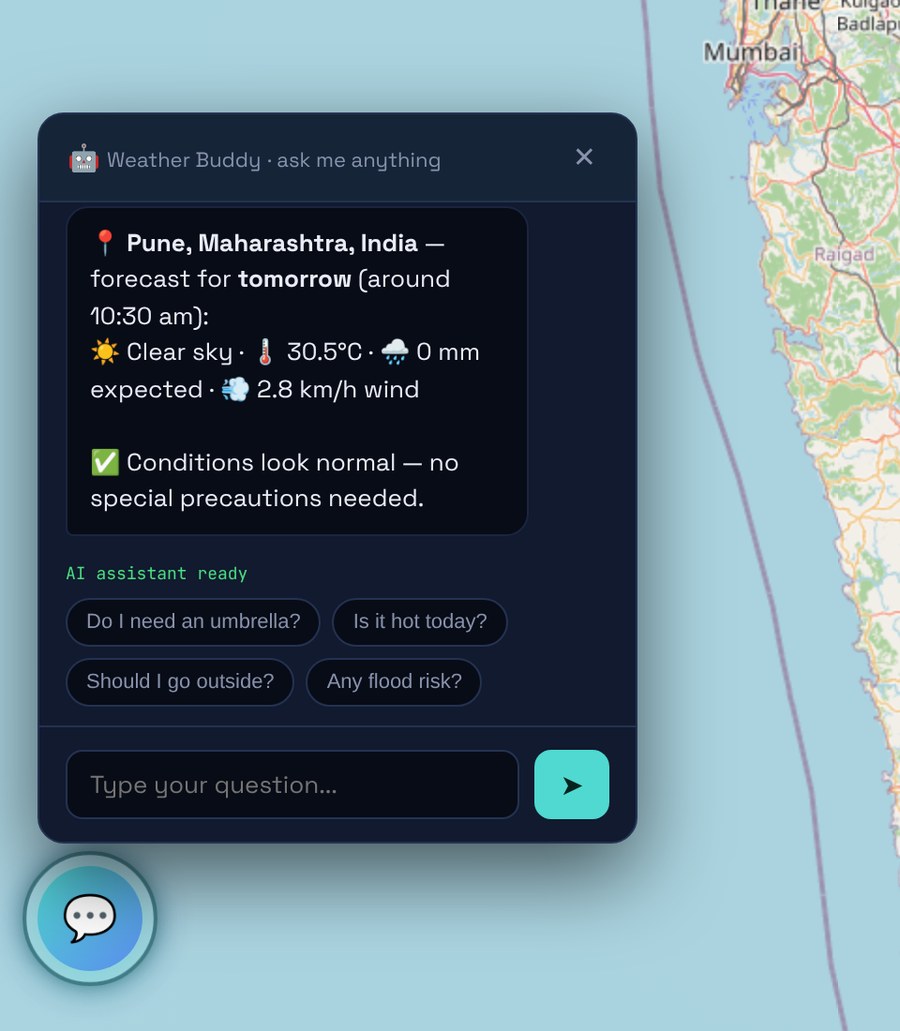 Thane
Kulgao
Badlapu
Mumbai
🤖 Weather Buddy · ask me anything
✕
📍 Pune, Maharashtra, India —
forecast for tomorrow (around
10:30 am):
☀️ Clear sky · 🌡️ 30.5°C · 🌧️ 0 mm
expected · 💨 2.8 km/h wind
✅ Conditions look normal — no
special precautions needed.
Raigad
AI assistant ready
Do I need an umbrella?
Is it hot today?
Should I go outside?
Any flood risk?
Type your question...
➤